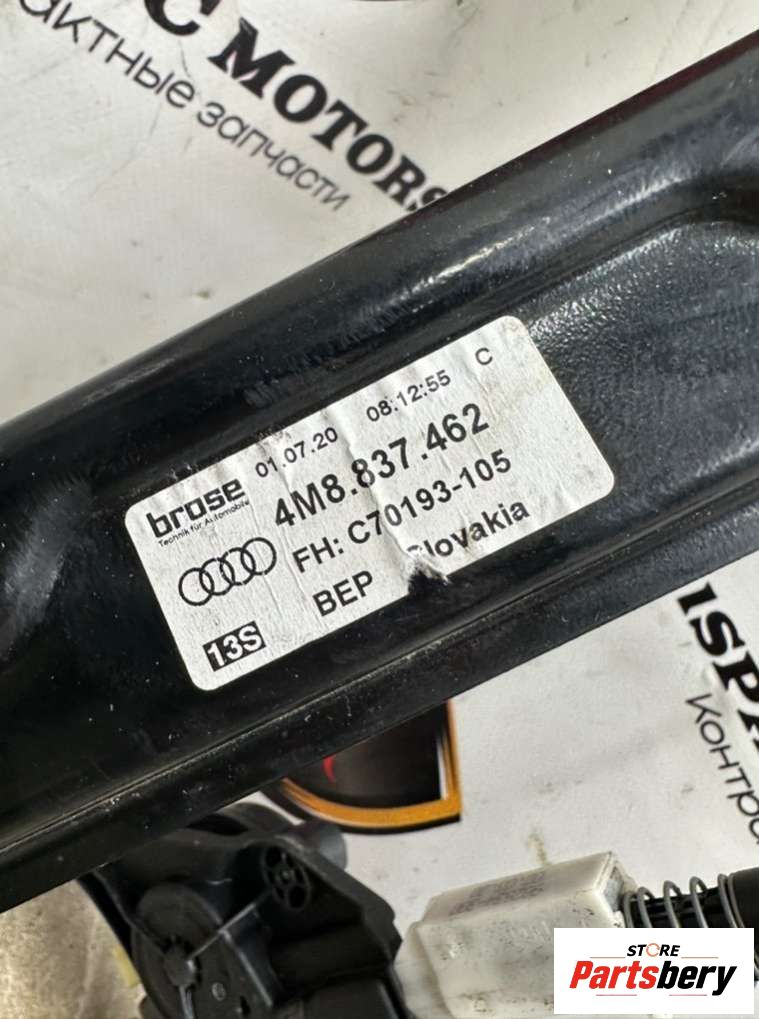 C MOTORS
актные запчасти
brose
Technik für Automobile
01.07.20 08:12:55 C
4M8.837.462
FH: C70193-105
BEP Slovakia
13S
ISPA
Контра
STORE
Partsbery